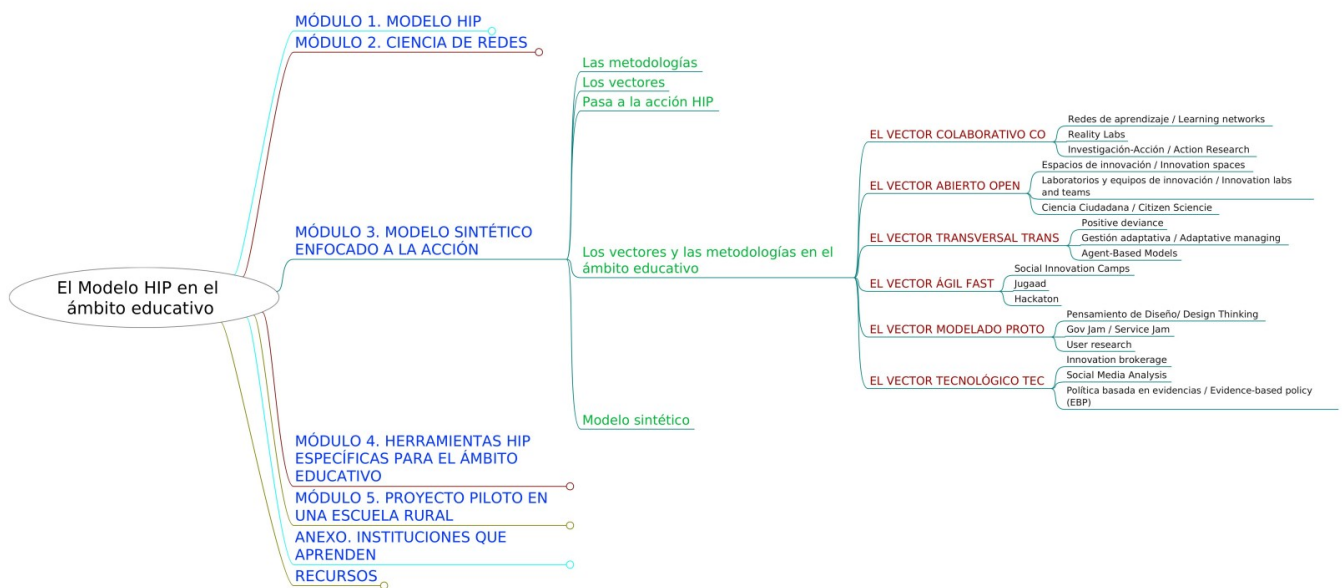 El Modelo HIP en el
ámbito educativo
MÓDULO 1. MODELO HIP
MÓDULO 2. CIENCIA DE REDES
MÓDULO 3. MODELO SINTÉTICO
ENFOCADO A LA ACCIÓN
Las metodologías
Los vectores
Pasa a la acción HIP
Los vectores y las metodologías en el
ámbito educativo
EL VECTOR COLABORATIVO CO
Redes de aprendizaje / Learning networks
Reality Labs
Investigación-Acción / Action Research
EL VECTOR ABIERTO OPEN
Espacios de innovación / Innovation spaces
Laboratorios y equipos de innovación / Innovation labs
and teams
Ciencia Ciudadana / Citizen Sciencie
EL VECTOR TRANSVERSAL TRANS
Positive deviance
Gestión adaptativa / Adaptative managing
Agent-Based Models
EL VECTOR ÁGIL FAST
Social Innovation Camps
Jugaad
Hackaton
EL VECTOR MODELADO PROTO
Pensamiento de Diseño/ Design Thinking
Gov Jam / Service Jam
User research
EL VECTOR TECNOLÓGICO TEC
Innovation brokerage
Social Media Analysis
Política basada en evidencias / Evidence-based policy
(EBP)
Modelo sintético
MÓDULO 4. HERRAMIENTAS HIP
ESPECÍFICAS PARA EL ÁMBITO
EDUCATIVO
MÓDULO 5. PROYECTO PILOTO EN
UNA ESCUELA RURAL
ANEXO. INSTITUCIONES QUE
APRENDEN
RECURSOS